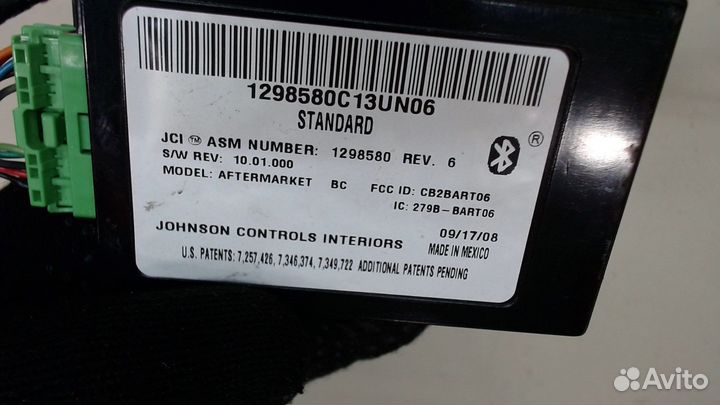 1298580C13UN06
STANDARD
JCI TM ASM NUMBER: 1298580 REV. 6
S/W REV: 10.01.000
MODEL: AFTERMARKET BC FCC ID: CB2BART06
IC: 279B-BART06
®
09/17/08
JOHNSON CONTROLS INTERIORS MADE IN MEXICO
U.S. PATENTS: 7,257,426, 7,346,374, 7,349,722 ADDITIONAL PATENTS PENDING
Avito